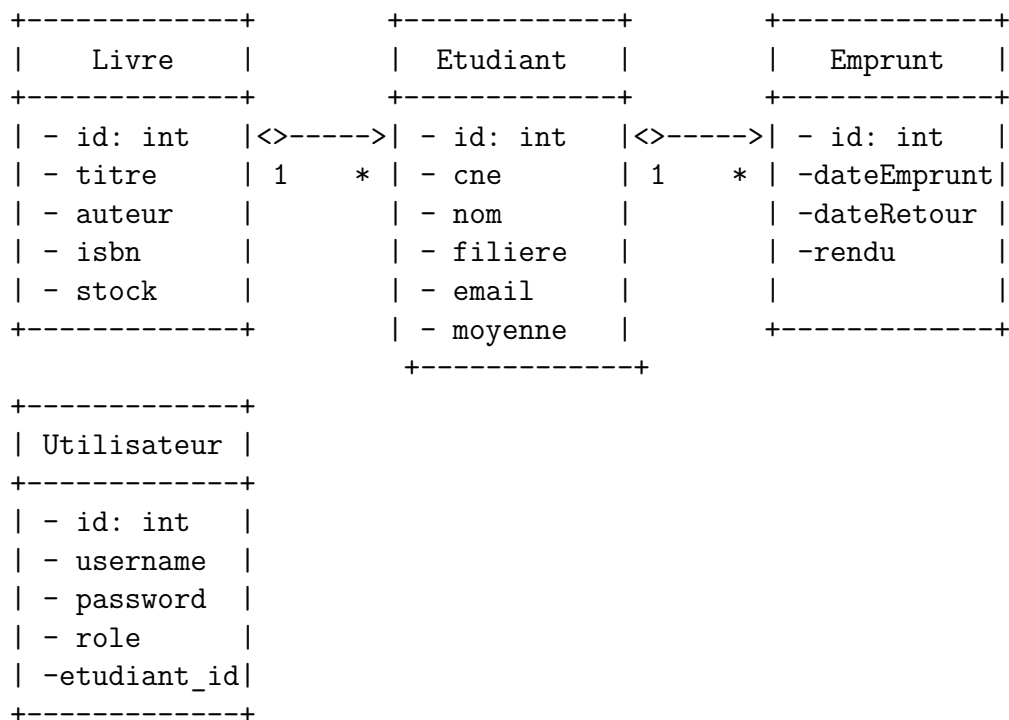 +-------------+ +-------------+ +-------------+
| Livre | | Etudiant | | Emprunt |
+-------------+ +-------------+ +-------------+
| - id: int |<>----->| - id: int |<>----->| - id: int |
| - titre | 1 * | - cne | 1 * | -dateEmprunt|
| - auteur | | - nom | | -dateRetour |
| - isbn | | - filiere | | -rendu |
| - stock | | - email | | |
+-------------+ | - moyenne | +-------------+
+-------------+
+-------------+
| Utilisateur |
+-------------+
| - id: int |
| - username |
| - password |
| - role |
| -etudiant_id|
+-------------+